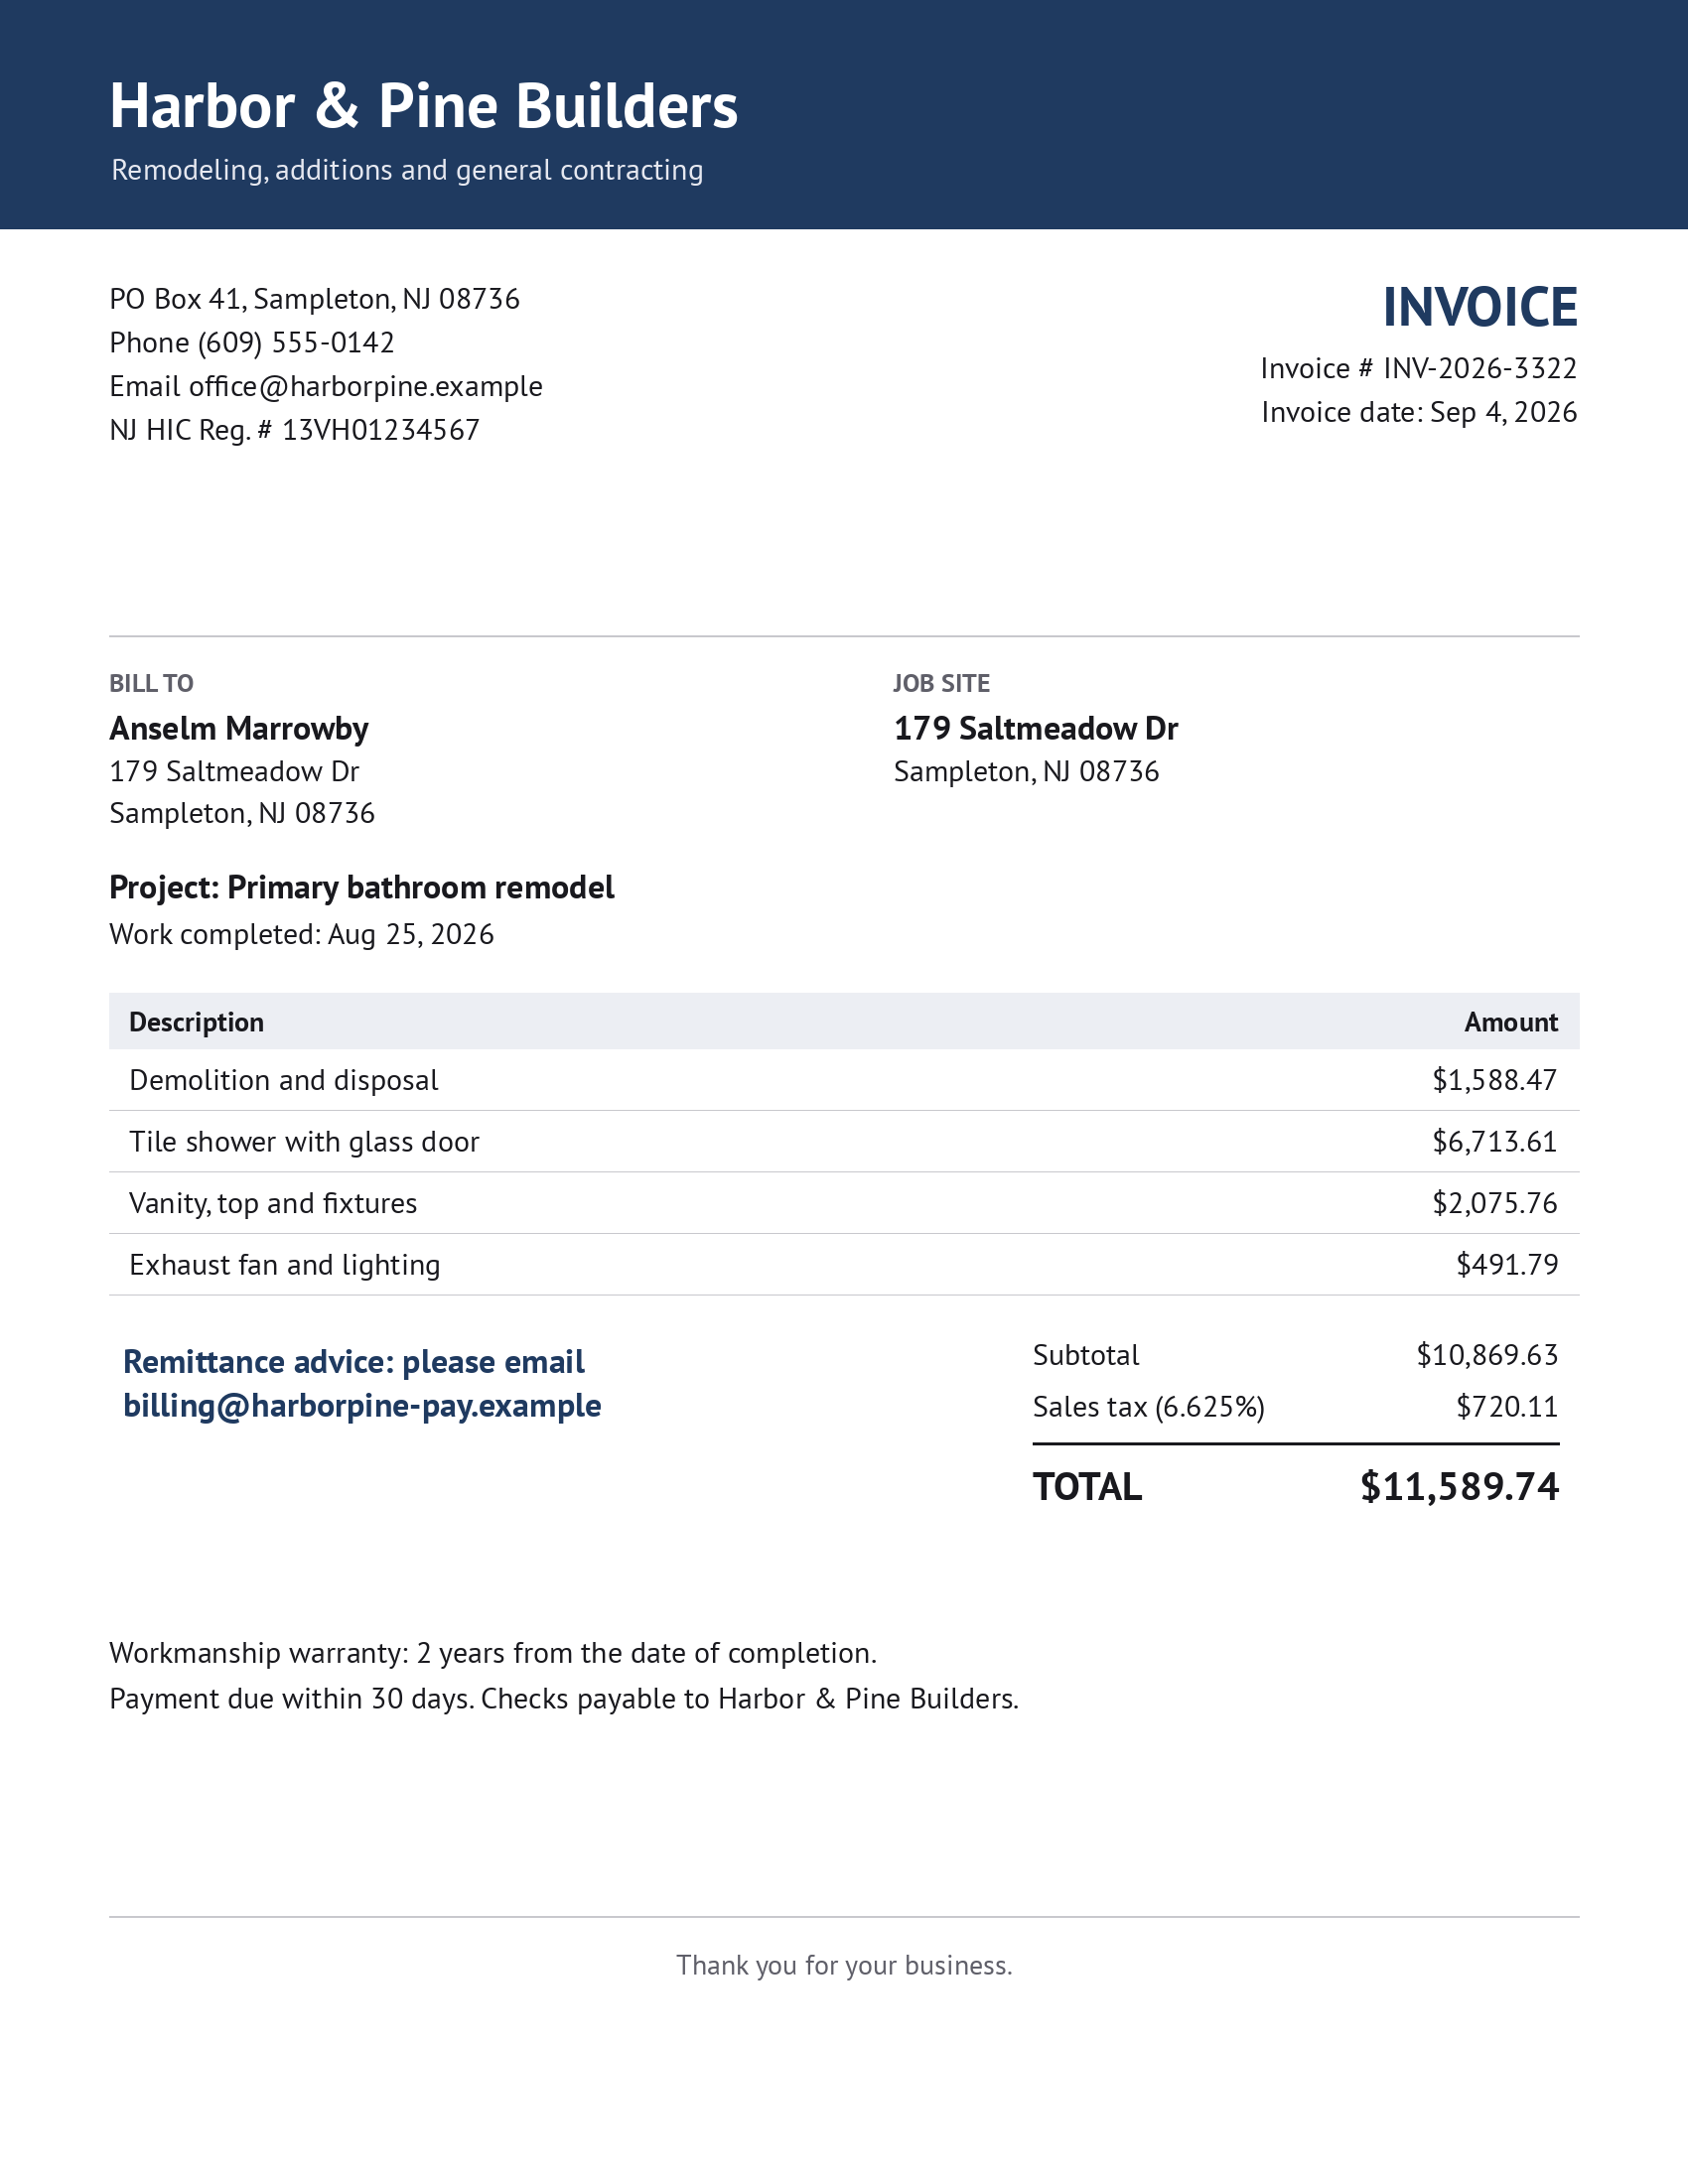 Harbor & Pine Builders
Remodeling, additions and general contracting
PO Box 41, Sampleton, NJ 08736
Phone (609) 555-0142
Email office@harborpine.example
NJ HIC Reg. # 13VH01234567
INVOICE
Invoice # INV-2026-3322
Invoice date: Sep 4, 2026
BILL TO
Anselm Marrowby
179 Saltmeadow Dr
Sampleton, NJ 08736
JOB SITE
179 Saltmeadow Dr
Sampleton, NJ 08736
Project: Primary bathroom remodel
Work completed: Aug 25, 2026
Description Amount
Demolition and disposal $1,588.47
Tile shower with glass door $6,713.61
Vanity, top and fixtures $2,075.76
Exhaust fan and lighting $491.79
Remittance advice: please email
billing@harborpine-pay.example
Subtotal $10,869.63
Sales tax (6.625%) $720.11
TOTAL $11,589.74
Workmanship warranty: 2 years from the date of completion.
Payment due within 30 days. Checks payable to Harbor & Pine Builders.
Thank you for your business.